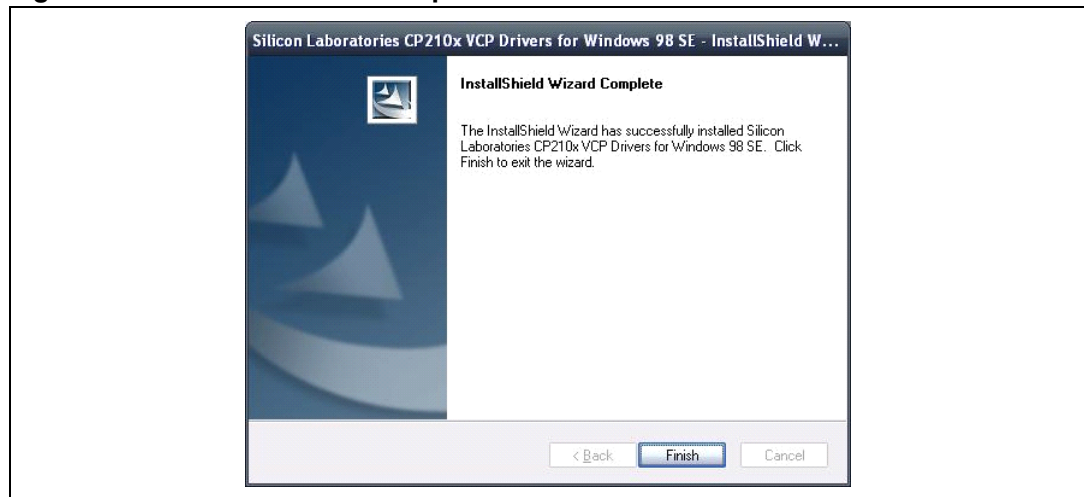 Silicon Laboratories CP210x VCP Drivers for Windows 98 SE - InstallShield W...
InstallShield Wizard Complete
The InstallShield Wizard has successfully installed Silicon
Laboratories CP210x VCP Drivers for Windows 98 SE. Click
Finish to exit the wizard.
< Back
Finish
Cancel